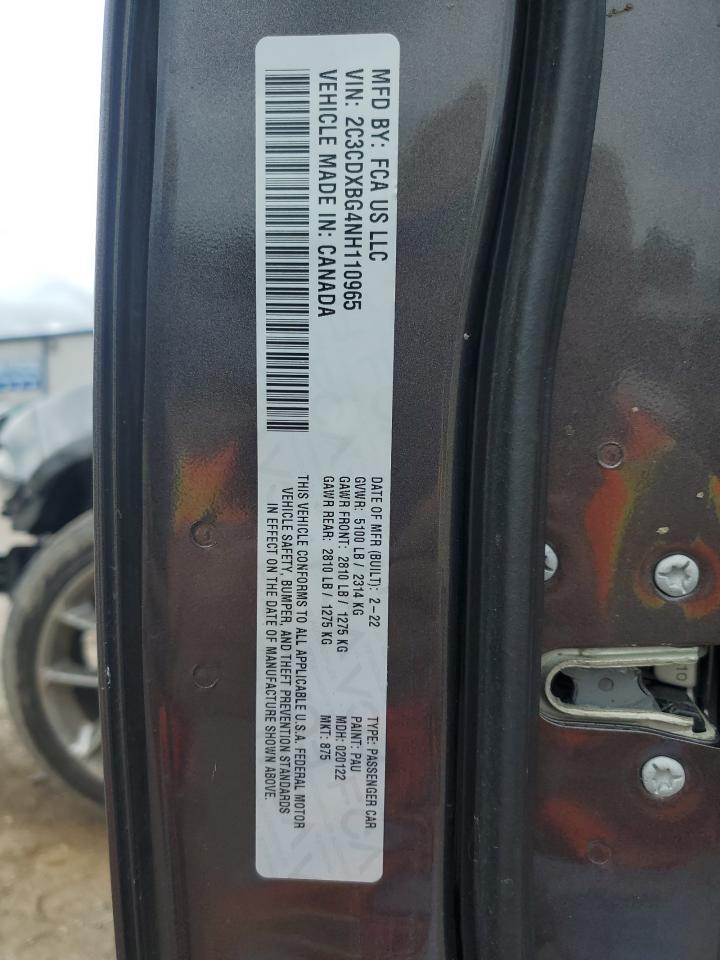 MFD BY: FCA US LLC
VIN: 2C3CDXBG4NH110965
VEHICLE MADE IN: CANADA
DATE OF MFR (BUILT): 2-22
GVWR: 5100 LB / 2314 KG
GAWR FRONT: 2810 LB / 1275 KG
GAWR REAR: 2810 LB / 1275 KG
TYPE: PASSENGER CAR
PAINT: PAU
MDH: 020122
MKT: 875
THIS VEHICLE CONFORMS TO ALL APPLICABLE U.S.A. FEDERAL MOTOR
VEHICLE SAFETY, BUMPER, AND THEFT PREVENTION STANDARDS
IN EFFECT ON THE DATE OF MANUFACTURE SHOWN ABOVE.
10